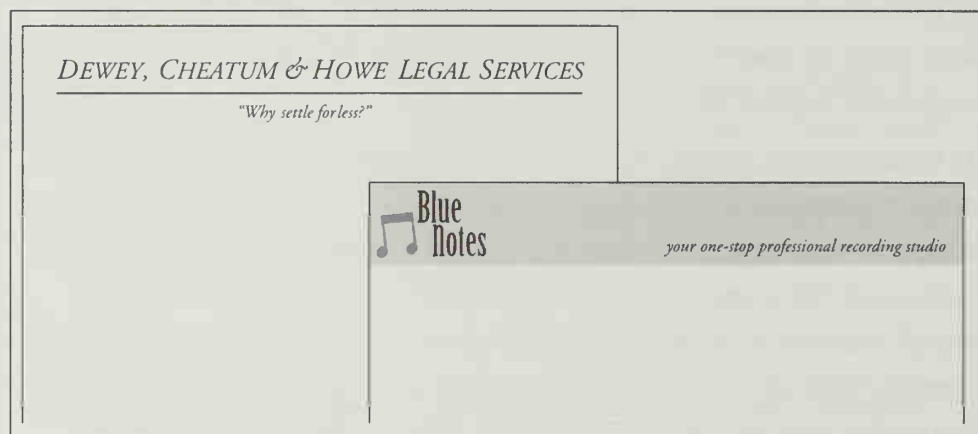 DEWEY, CHEATUM & HOWE LEGAL SERVICES
"Why settle for less?"
Blue
Notes
your one-stop professional recording studio